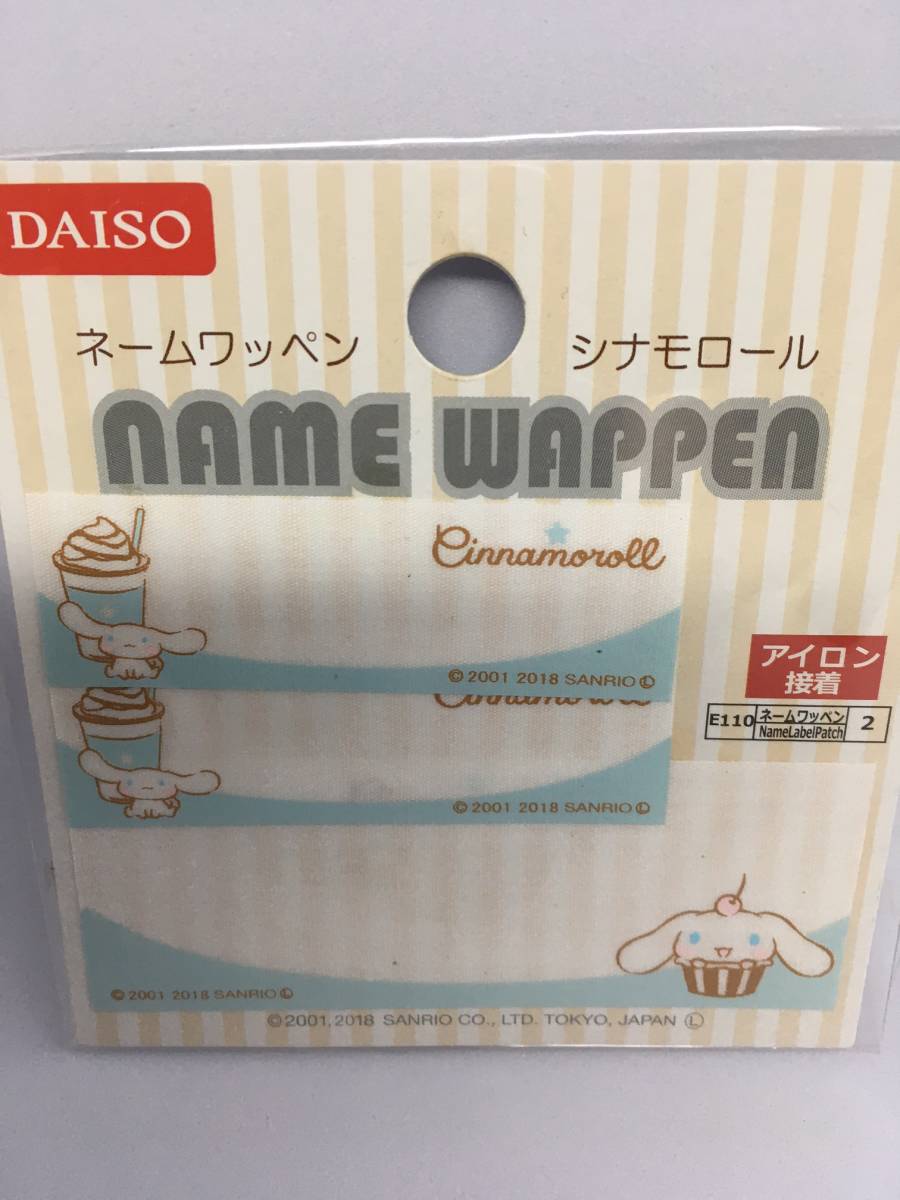 DAISO
ネームワッペン シナモロール
NAME WAPPEN
Cinnamoroll
© 2001 2018 SANRIO Ⓛ
アイロン
接着
E110 ネームワッペン NameLabelPatch 2
Cinnamoroll
© 2001 2018 SANRIO Ⓛ
© 2001 2018 SANRIO Ⓛ
© 2001, 2018 SANRIO CO., LTD. TOKYO, JAPAN Ⓛ